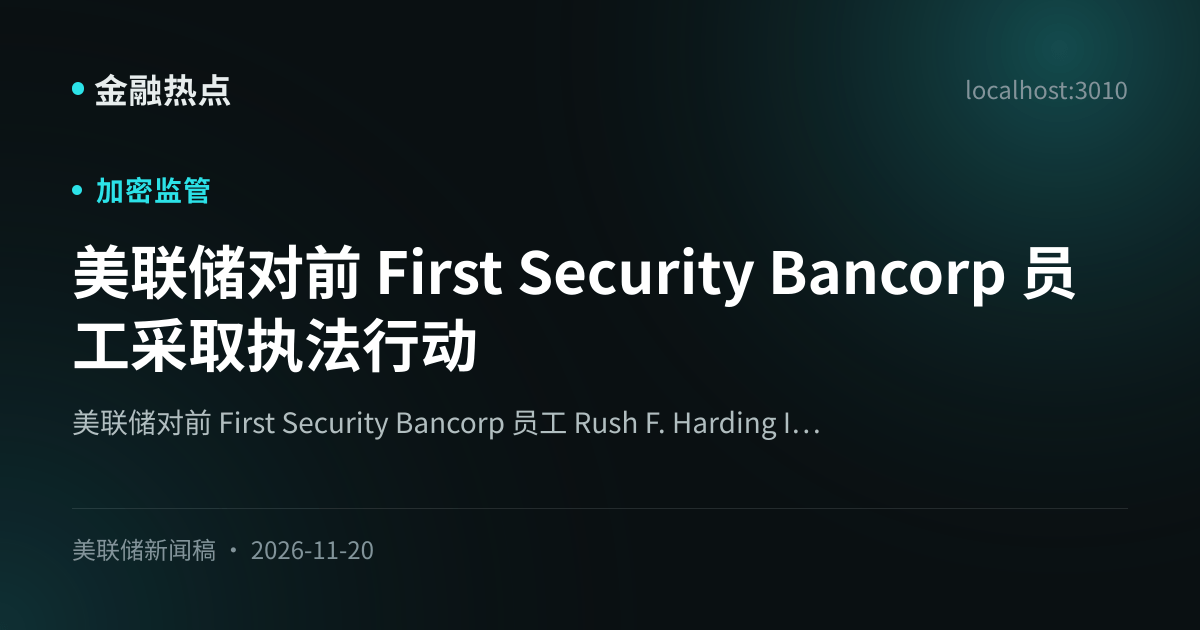 金融热点
localhost:3010
加密监管
美联储对前 First Security Bancorp 员
工采取执法行动
美联储对前 First Security Bancorp 员工 Rush F. Harding I…
美联储新闻稿 · 2026-11-20